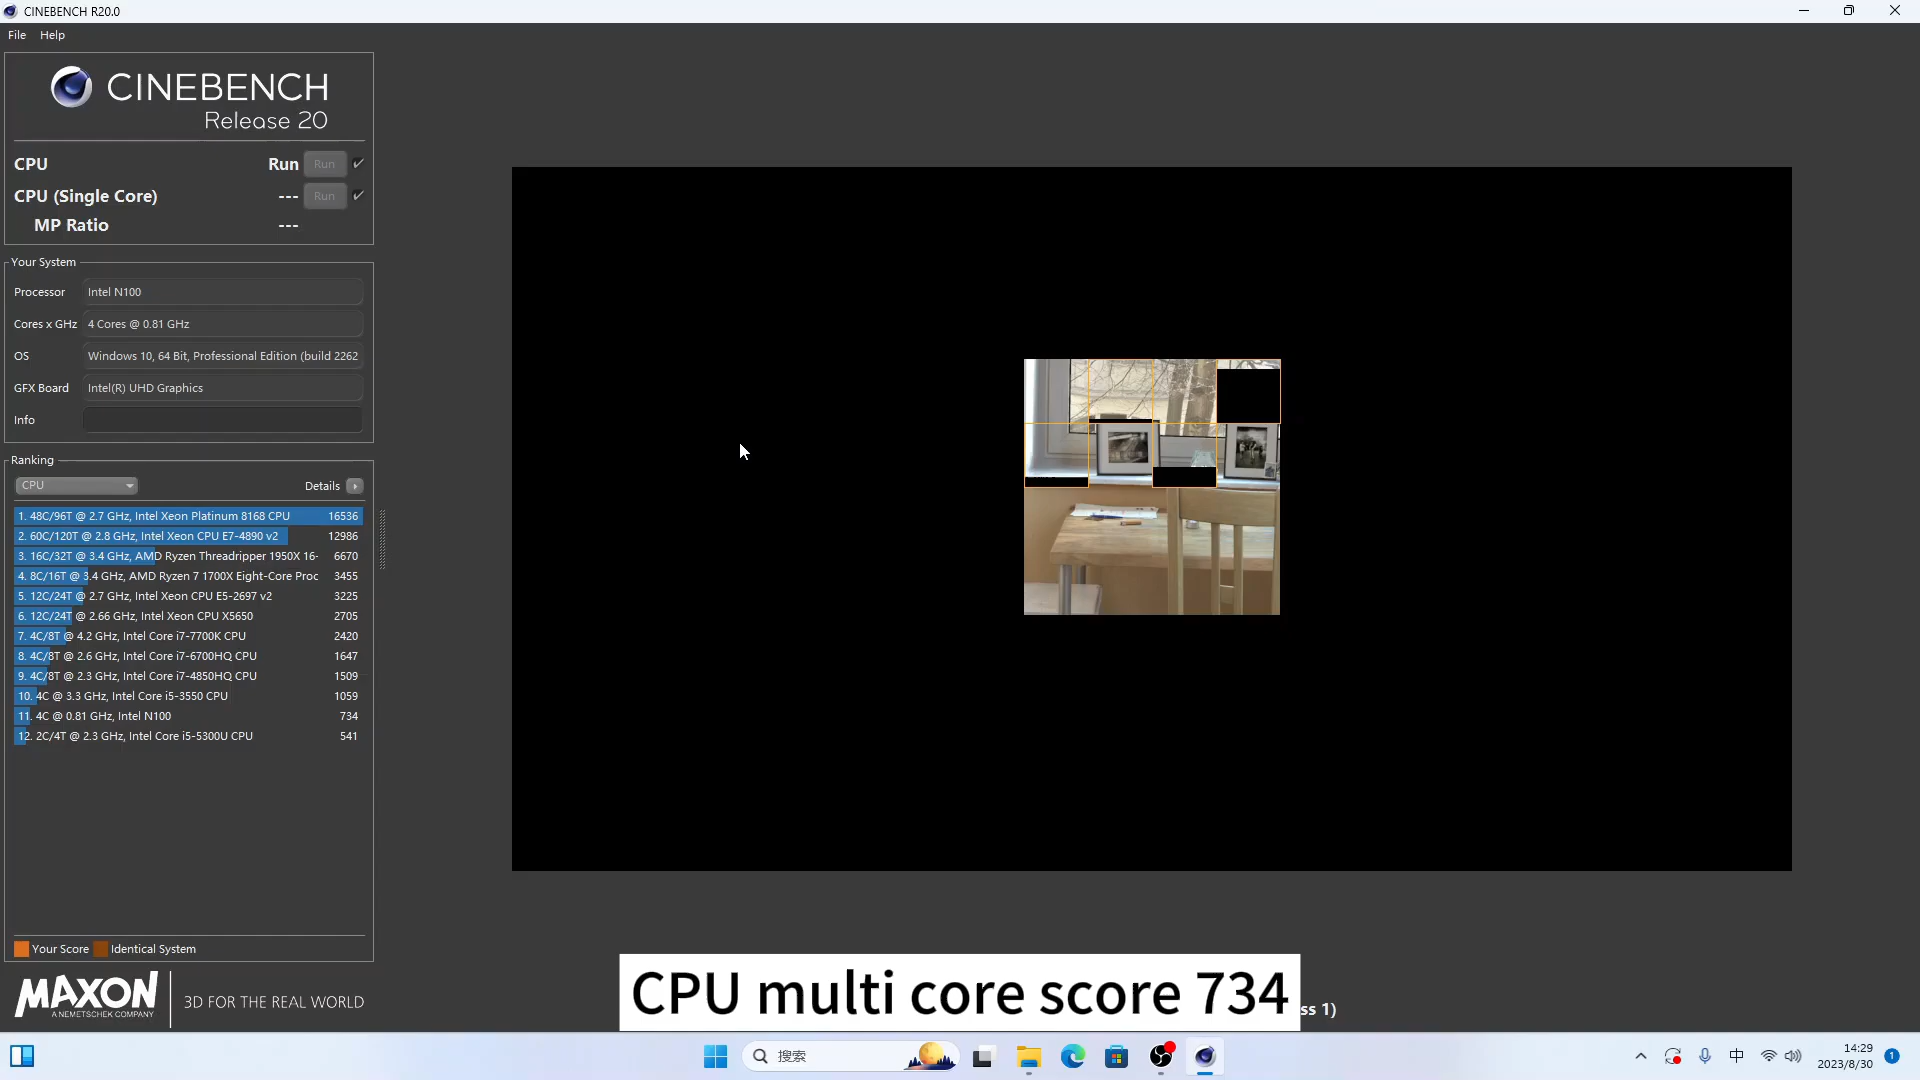 CINEBENCH R20.0
File Help
CINEBENCH
Release 20
CPU Run Run
CPU (Single Core) --- Run
MP Ratio ---
Your System
Processor Intel N100
Cores x GHz 4 Cores @ 0.81 GHz
OS Windows 10, 64 Bit, Professional Edition (build 2262
GFX Board Intel(R) UHD Graphics
Info
Ranking
CPU Details
1. 48C/96T @ 2.7 GHz, Intel Xeon Platinum 8168 CPU 16536
2. 60C/120T @ 2.8 GHz, Intel Xeon CPU E7-4890 v2 12986
3. 16C/32T @ 3.4 GHz, AMD Ryzen Threadripper 1950X 16- 6670
4. 8C/16T @ 3.4 GHz, AMD Ryzen 7 1700X Eight-Core Proc 3455
5. 12C/24T @ 2.7 GHz, Intel Xeon CPU E5-2697 v2 3225
6. 12C/24T @ 2.66 GHz, Intel Xeon CPU X5650 2705
7. 4C/8T @ 4.2 GHz, Intel Core i7-7700K CPU 2420
8. 4C/8T @ 2.6 GHz, Intel Core i7-6700HQ CPU 1647
9. 4C/8T @ 2.3 GHz, Intel Core i7-4850HQ CPU 1509
10. 4C @ 3.3 GHz, Intel Core i5-3550 CPU 1059
11. 4C @ 0.81 GHz, Intel N100 734
12. 2C/4T @ 2.3 GHz, Intel Core i5-5300U CPU 541
Your Score Identical System
MAXON
A NEMETSCHEK COMPANY
3D FOR THE REAL WORLD
CPU multi core score 734
ss 1)
搜索
中
14:29
2023/8/30
1